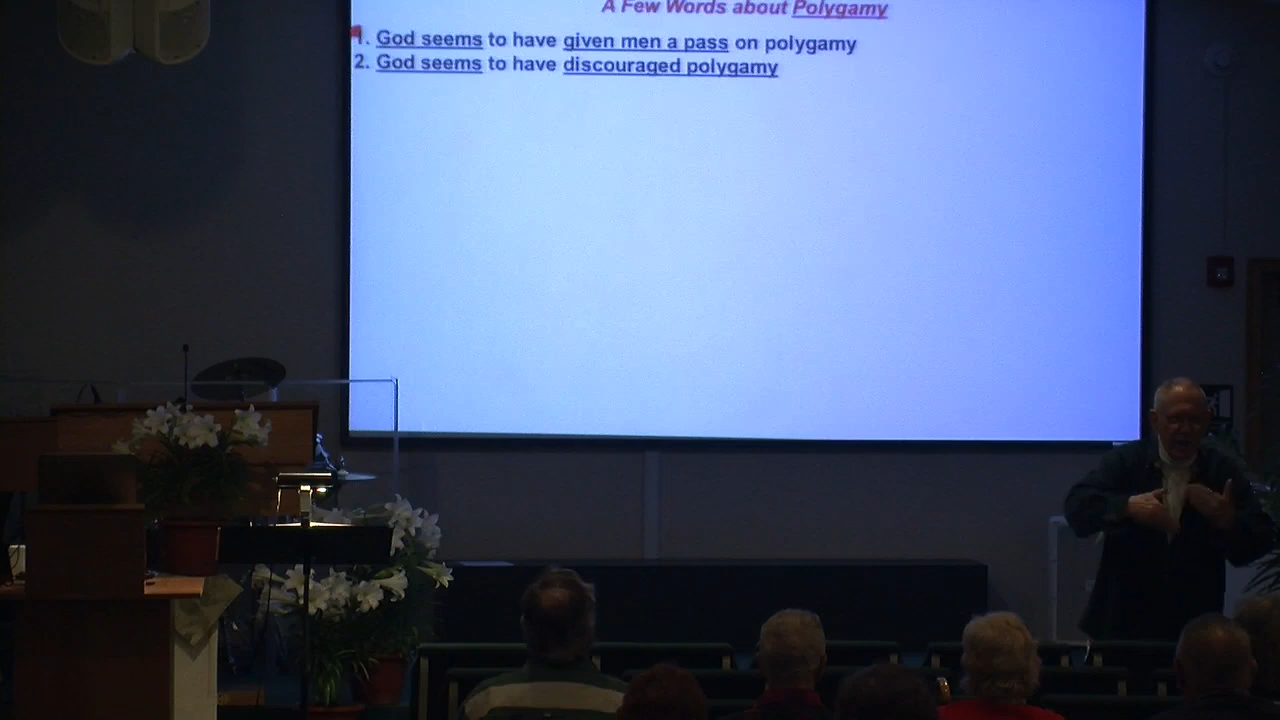 A Few Words about Polygamy
1. God seems to have given men a pass on polygamy
2. God seems to have discouraged polygamy